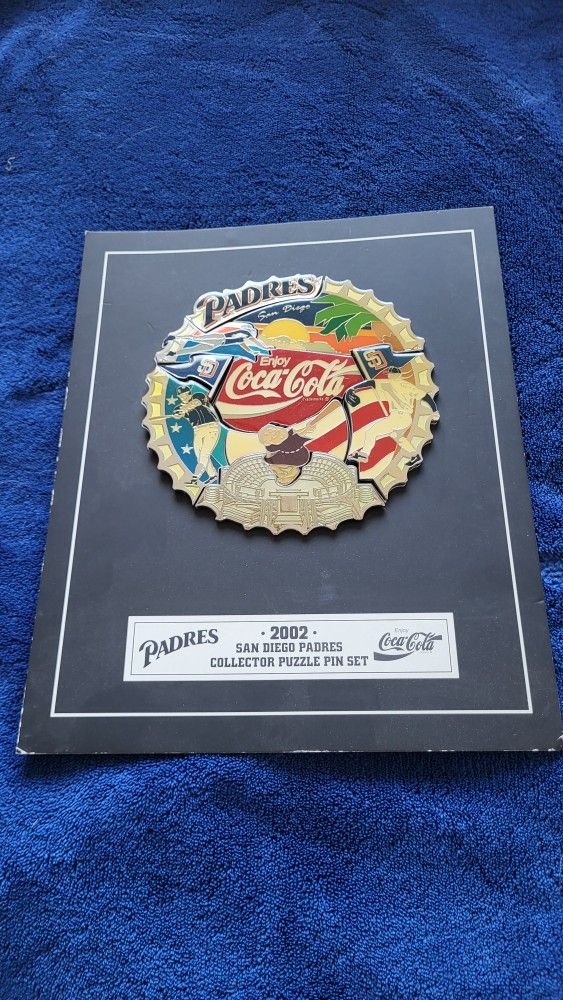 PADRES
San Diego
SD
SD
Enjoy
Coca-Cola
PADRES
· 2002 ·
SAN DIEGO PADRES
COLLECTOR PUZZLE PIN SET
Enjoy
Coca-Cola